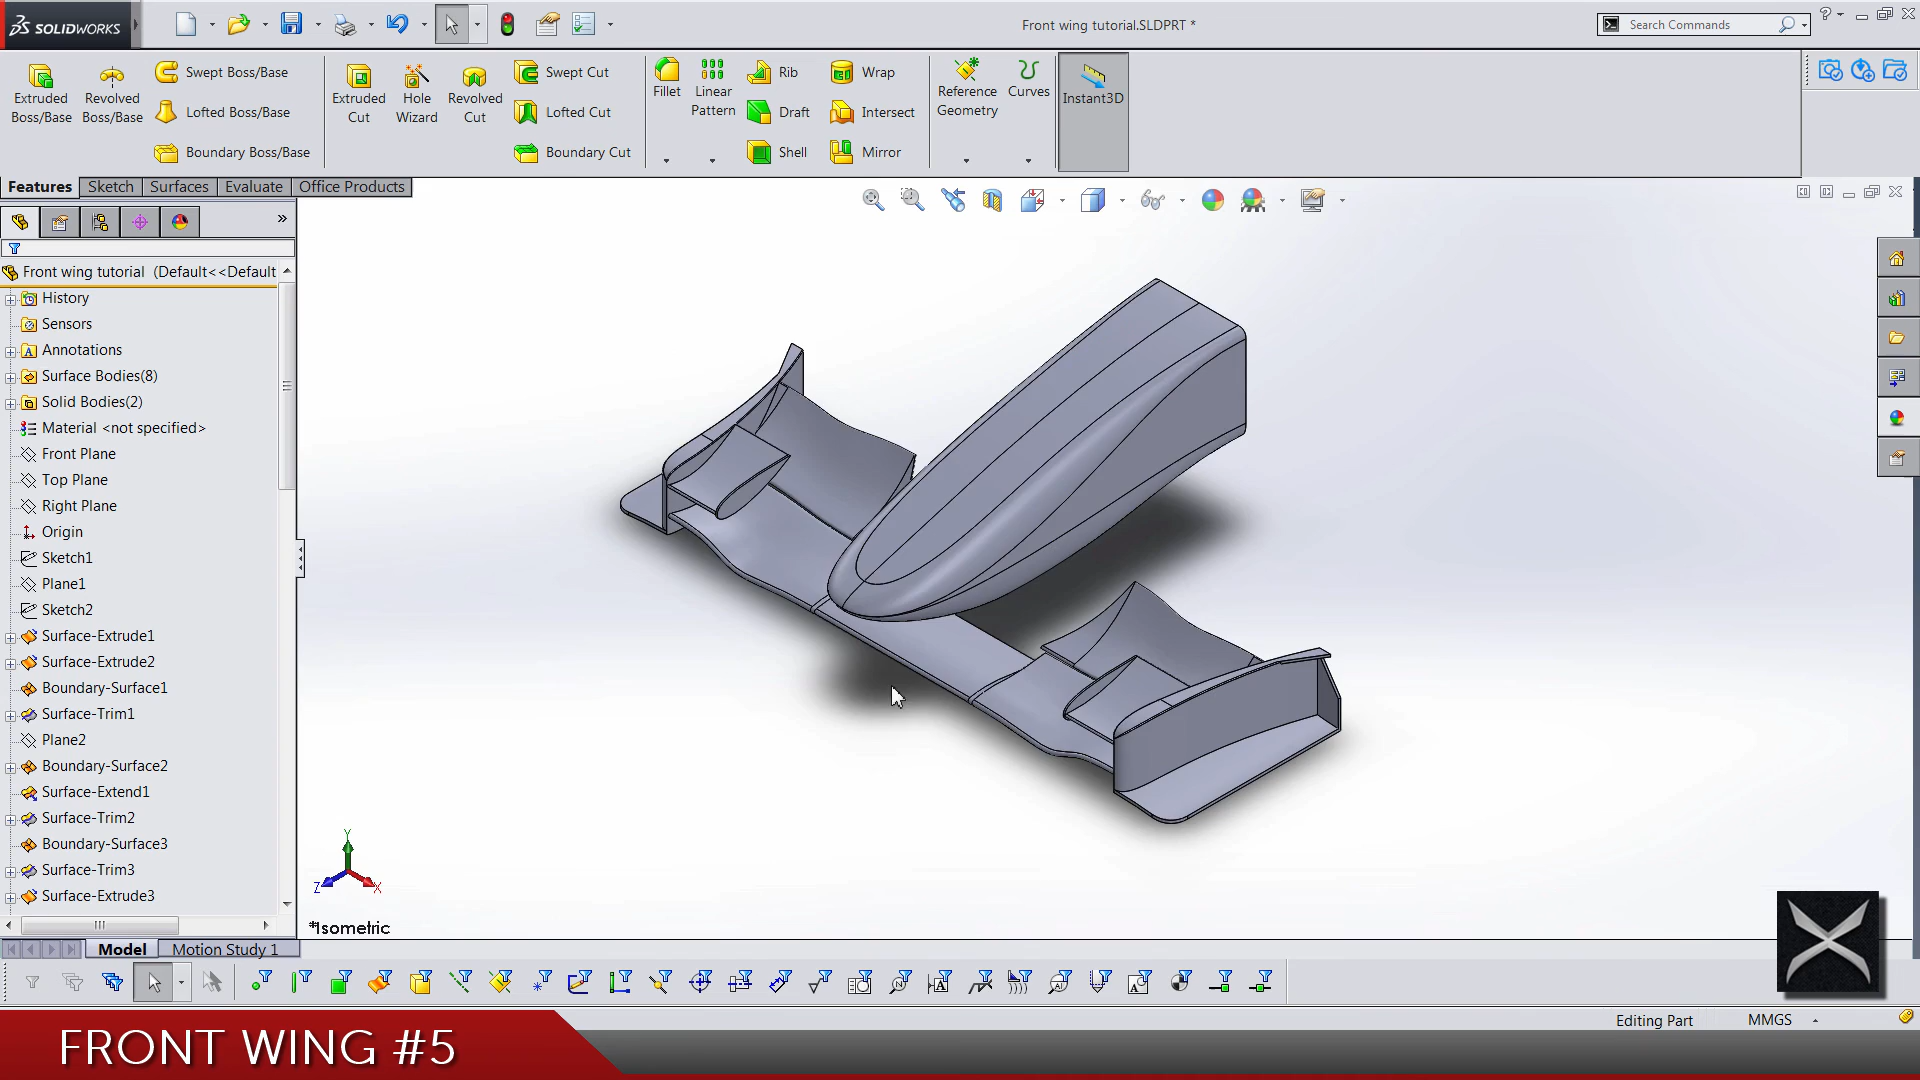 SOLIDWORKS
Front wing tutorial.SLDPRT *
Search Commands
Extruded Boss/Base
Revolved Boss/Base
Swept Boss/Base
Lofted Boss/Base
Boundary Boss/Base
Extruded Cut
Hole Wizard
Revolved Cut
Swept Cut
Lofted Cut
Boundary Cut
Fillet
Linear Pattern
Rib
Draft
Shell
Wrap
Intersect
Mirror
Reference Geometry
Curves
Instant3D
Features
Sketch
Surfaces
Evaluate
Office Products
Front wing tutorial (Default<<Default
History
Sensors
Annotations
Surface Bodies(8)
Solid Bodies(2)
Material <not specified>
Front Plane
Top Plane
Right Plane
Origin
Sketch1
Plane1
Sketch2
Surface-Extrude1
Surface-Extrude2
Boundary-Surface1
Surface-Trim1
Plane2
Boundary-Surface2
Surface-Extend1
Surface-Trim2
Boundary-Surface3
Surface-Trim3
Surface-Extrude3
Y
Z
X
*Isometric
Model
Motion Study 1
Editing Part
MMGS
FRONT WING #5